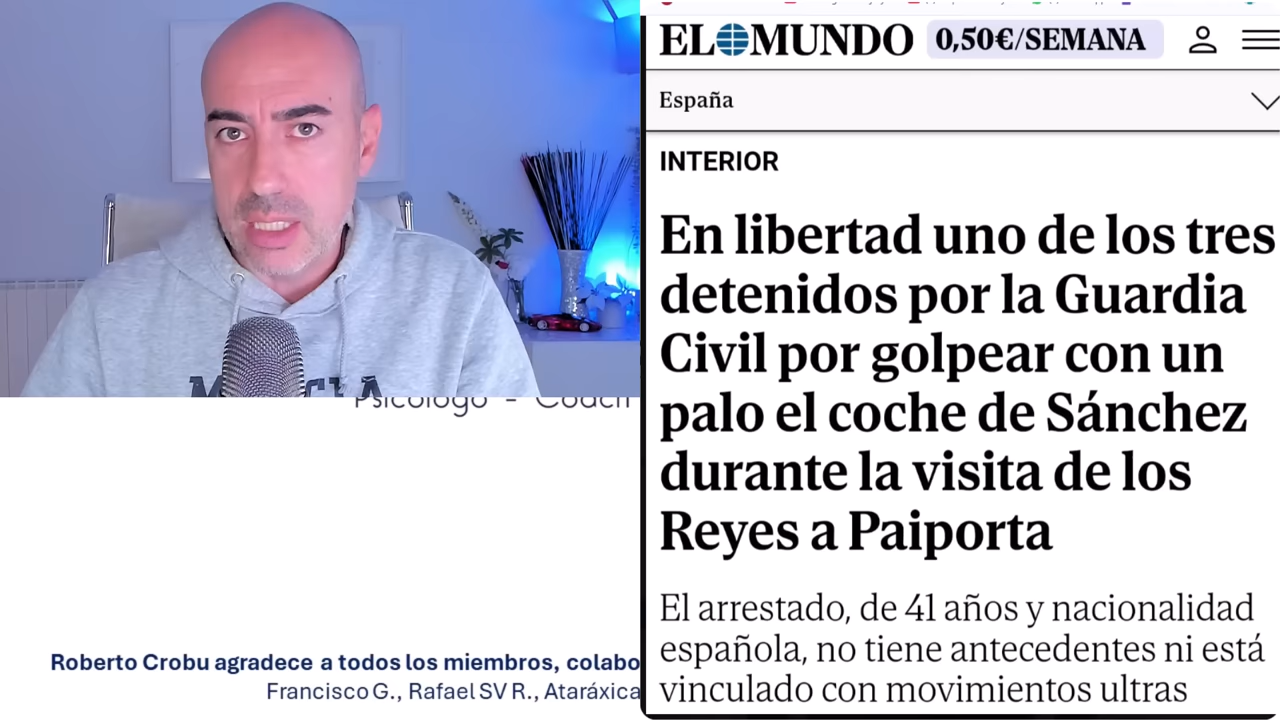 Psicólogo - Coach
Roberto Crobu agradece a todos los miembros, colabo
Francisco G., Rafael SV R., Ataráxica
EL MUNDO 0,50€/SEMANA
España
INTERIOR
En libertad uno de los tres
detenidos por la Guardia
Civil por golpear con un
palo el coche de Sánchez
durante la visita de los
Reyes a Paiporta
El arrestado, de 41 años y nacionalidad
española, no tiene antecedentes ni está
vinculado con movimientos ultras